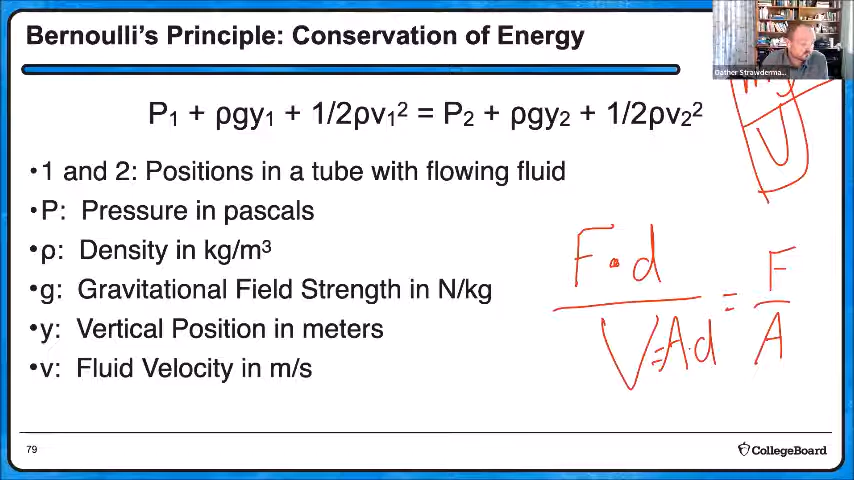 Bernoulli's Principle: Conservation of Energy
Dather Strawderma...
P₁ + ρgy₁ + 1/2ρv₁² = P₂ + ρgy₂ + 1/2ρv₂²
•1 and 2: Positions in a tube with flowing fluid
•P: Pressure in pascals
•ρ: Density in kg/m³
•g: Gravitational Field Strength in N/kg
•y: Vertical Position in meters
•v: Fluid Velocity in m/s
V
F·d
V=A·d
=
F
A
79
CollegeBoard